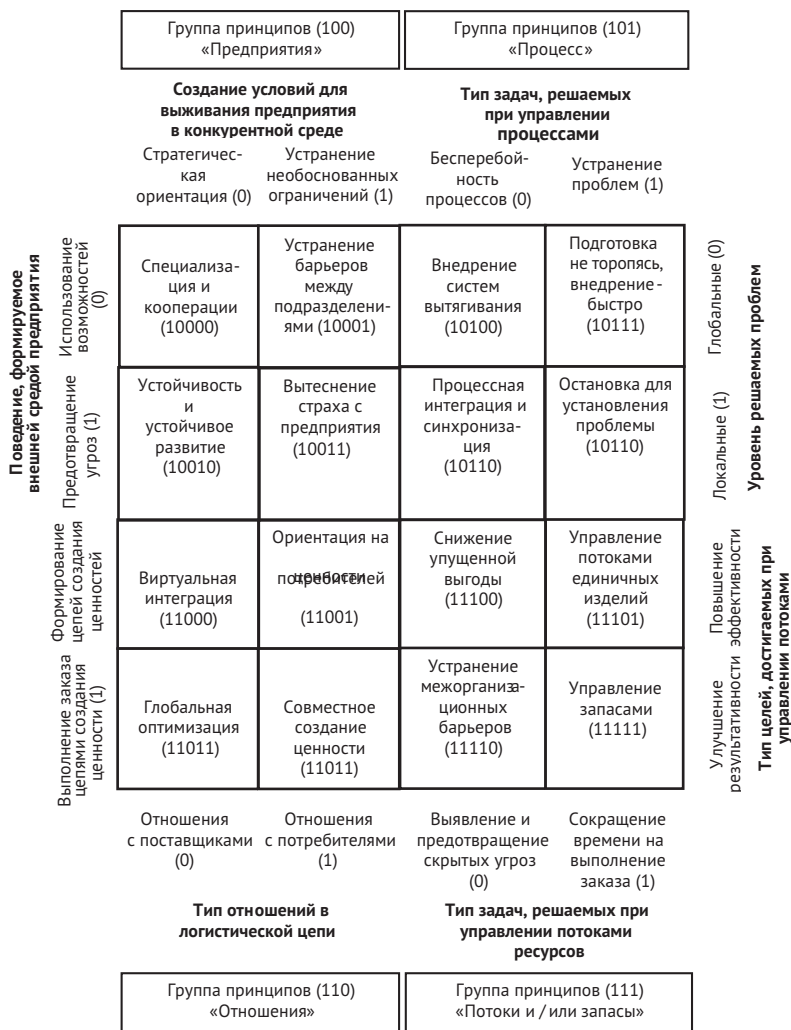 Группа принципов (100)
«Предприятия»
Группа принципов (101)
«Процесс»
Создание условий для
выживания предприятия
в конкурентной среде
Тип задач, решаемых
при управлении
процессами
Стратегичес-
кая
ориентация (0)
Устранение
необоснованных
ограничений (1)
Бесперебой-
ность
процессов (0)
Устранение
проблем (1)
Поведение, формируемое
внешней средой предприятия
Использование
возможностей
(0)
Специализа-
ция и
кооперации
(10000)
Устранение
барьеров
между
подразделени-
ями (10001)
Внедрение
систем
вытягивания
(10100)
Подготовка
не торопясь,
внедрение -
быстро
(10111)
Глобальные (0)
Уровень решаемых проблем
Предотвращение
угроз (1)
Устойчивость
и
устойчивое
развитие
(10010)
Вытеснение
страха с
предприятия
(10011)
Процессная
интеграция и
синхрониза-
ция
(10110)
Остановка для
установления
проблемы
(10110)
Локальные (1)
Формирование
цепей создания
ценностей
Виртуальная
интеграция
(11000)
Ориентация на
ценности
потребителей
(11001)
Снижение
упущенной
выгоды
(11100)
Управление
потоками
единичных
изделий
(11101)
Повышение
эффективности
Тип целей, достигаемых при
управлении потоками
Выполнение заказа
цепями создания
ценности (1)
Глобальная
оптимизация
(11011)
Совместное
создание
ценности
(11011)
Устранение
межорганиза-
ционных
барьеров
(11110)
Управление
запасами
(11111)
Улучшение
результативности
Отношения
с поставщиками
(0)
Отношения
с потребителями
(1)
Выявление и
предотвращение
скрытых угроз
(0)
Сокращение
времени на
выполнение
заказа (1)
Тип отношений в
логистической цепи
Тип задач, решаемых при
управлении потоками
ресурсов
Группа принципов (110)
«Отношения»
Группа принципов (111)
«Потоки и / или запасы»